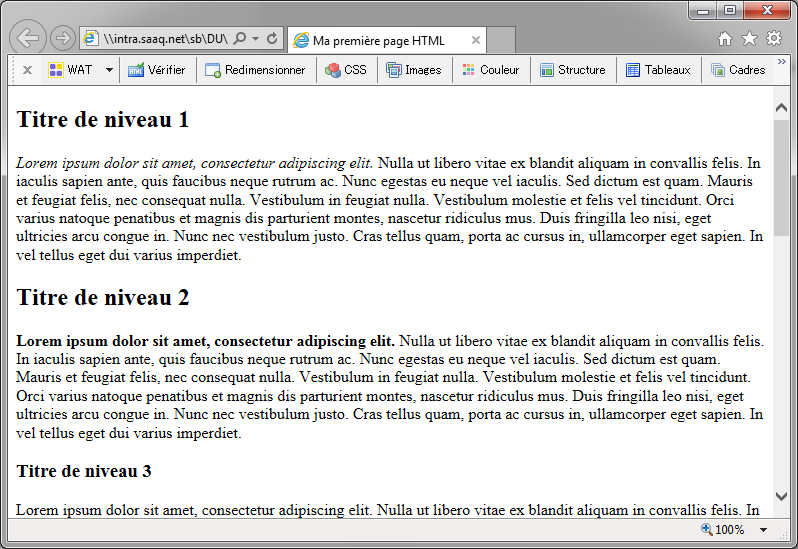 \\intra.saaq.net\sb\DU\
Ma première page HTML
x WAT Vérifier Redimensionner CSS Images Couleur Structure Tableaux Cadres »
Titre de niveau 1
Lorem ipsum dolor sit amet, consectetur adipiscing elit. Nulla ut libero vitae ex blandit aliquam in convallis felis. In
iaculis sapien ante, quis faucibus neque rutrum ac. Nunc egestas eu neque vel iaculis. Sed dictum est quam. Mauris
et feugiat felis, nec consequat nulla. Vestibulum in feugiat nulla. Vestibulum molestie et felis vel tincidunt. Orci
varius natoque penatibus et magnis dis parturient montes, nascetur ridiculus mus. Duis fringilla leo nisi, eget
ultricies arcu congue in. Nunc nec vestibulum justo. Cras tellus quam, porta ac cursus in, ullamcorper eget sapien. In
vel tellus eget dui varius imperdiet.
Titre de niveau 2
Lorem ipsum dolor sit amet, consectetur adipiscing elit. Nulla ut libero vitae ex blandit aliquam in convallis felis.
In iaculis sapien ante, quis faucibus neque rutrum ac. Nunc egestas eu neque vel iaculis. Sed dictum est quam.
Mauris et feugiat felis, nec consequat nulla. Vestibulum in feugiat nulla. Vestibulum molestie et felis vel tincidunt.
Orci varius natoque penatibus et magnis dis parturient montes, nascetur ridiculus mus. Duis fringilla leo nisi, eget
ultricies arcu congue in. Nunc nec vestibulum justo. Cras tellus quam, porta ac cursus in, ullamcorper eget sapien. In
vel tellus eget dui varius imperdiet.
Titre de niveau 3
Lorem ipsum dolor sit amet, consectetur adipiscing elit. Nulla ut libero vitae ex blandit aliquam in convallis felis. In
100%